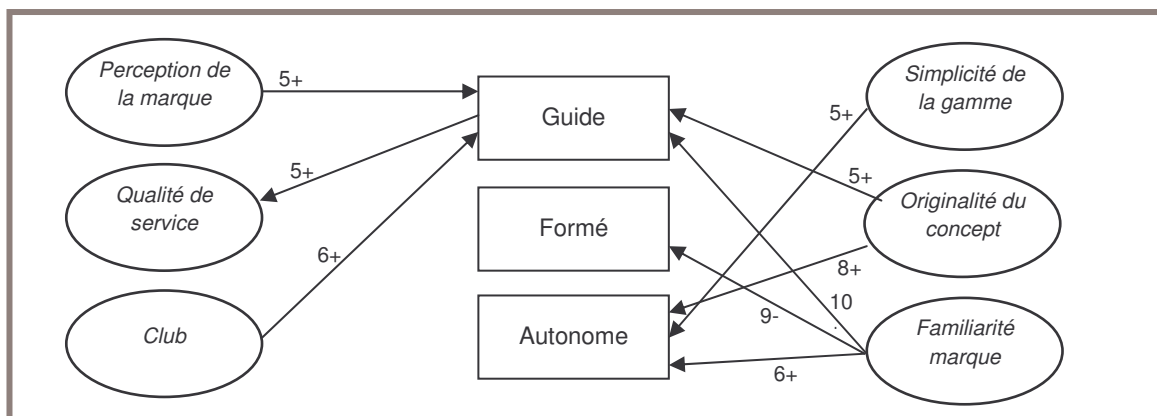 Perception de
la marque
5+
Guide
Simplicité de
la gamme
5+
5+
5+
Qualité de
service
Formé
Originalité du
concept
6+
8+
Club
Autonome
9-
10
.
Familiarité
marque
6+